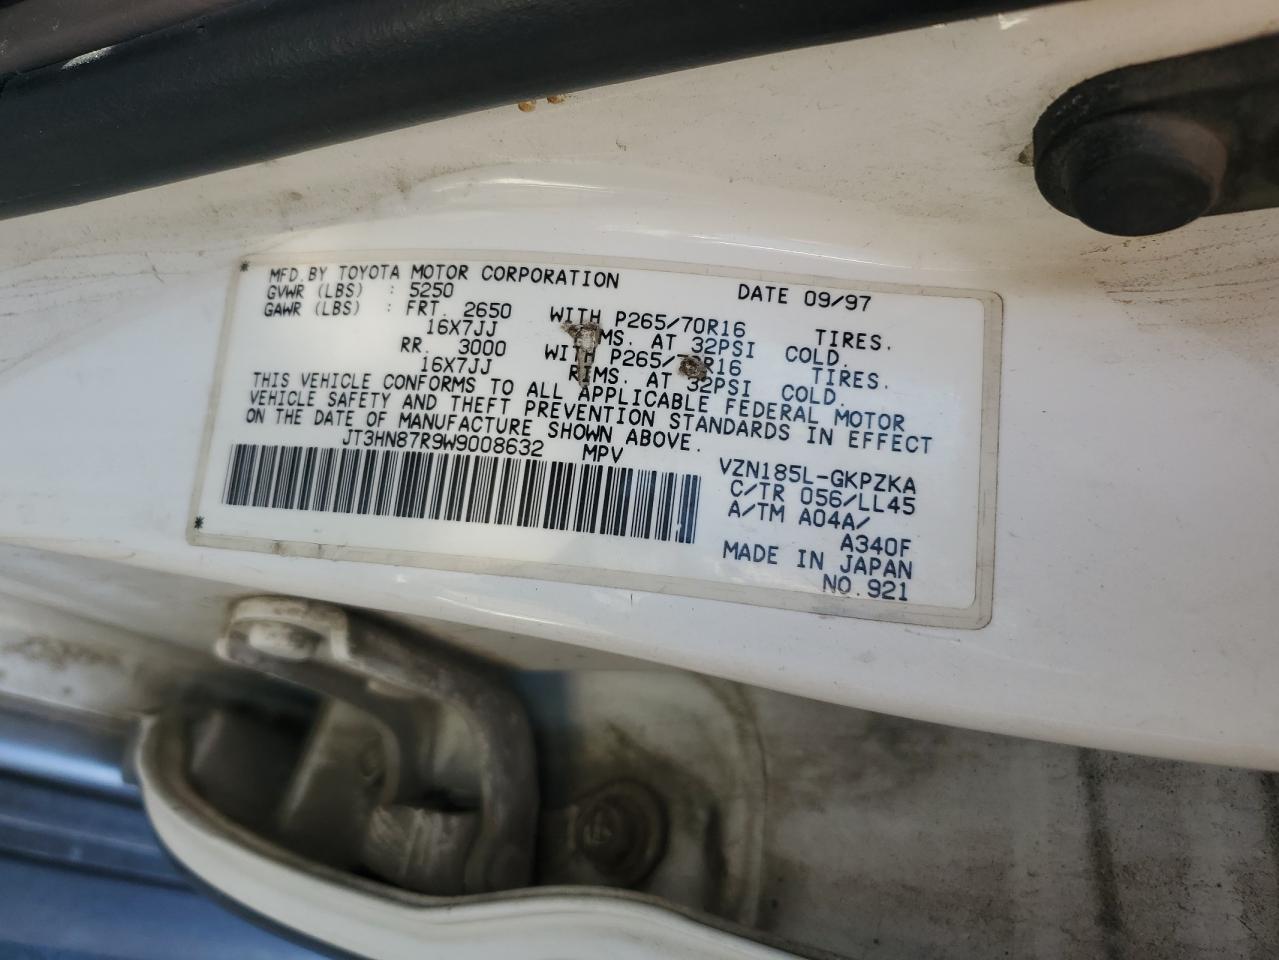 MFD. BY TOYOTA MOTOR CORPORATION DATE 09/97
GVWR (LBS) : 5250
GAWR (LBS) : FRT. 2650 WITH P265/70R16 TIRES.
16X7JJ RIMS. AT 32PSI COLD.
RR. 3000 WITH P265/70R16 TIRES.
16X7JJ RIMS. AT 32PSI COLD.
THIS VEHICLE CONFORMS TO ALL APPLICABLE FEDERAL MOTOR
VEHICLE SAFETY AND THEFT PREVENTION STANDARDS IN EFFECT
ON THE DATE OF MANUFACTURE SHOWN ABOVE.
JT3HN87R9W9008632 MPV
VZN185L-GKPZKA
C/TR 056/LL45
A/TM A04A/
A340F
MADE IN JAPAN
NO. 921